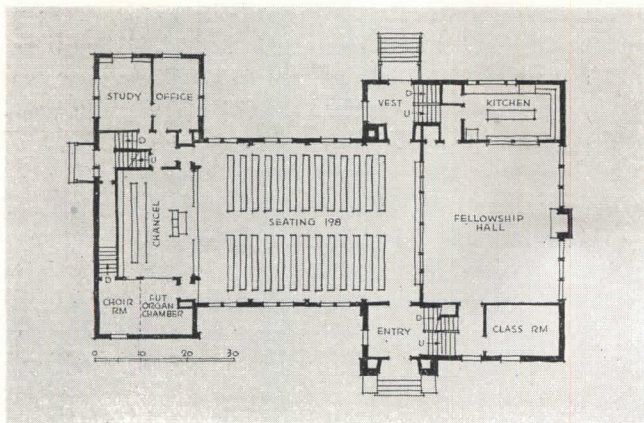 STUDY
OFFICE
VEST
D
U
KITCHEN
D
U
CHANCEL
SEATING 198
FELLOWSHIP
HALL
D
CHOIR
RM
FUT
ORGAN
CHAMBER
ENTRY
D
U
CLASS RM
0 10 20 30